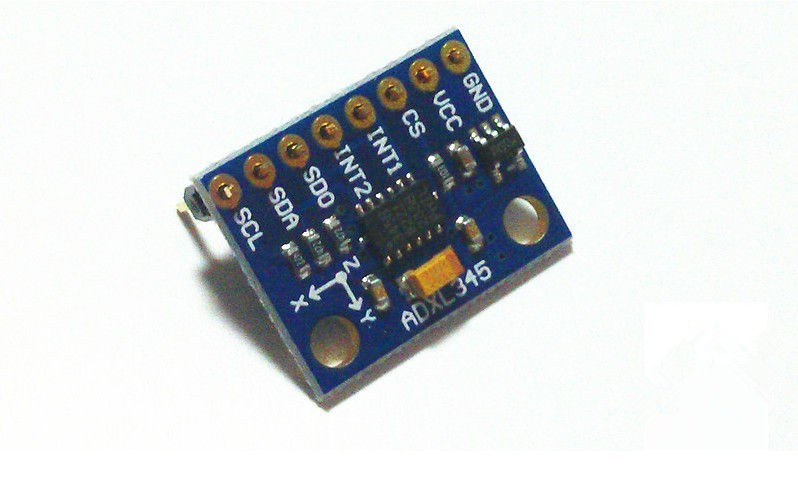 GND
VCC
CS
INT1
INT2
SDO
SDA
SCL
Z
X
Y
ADXL345